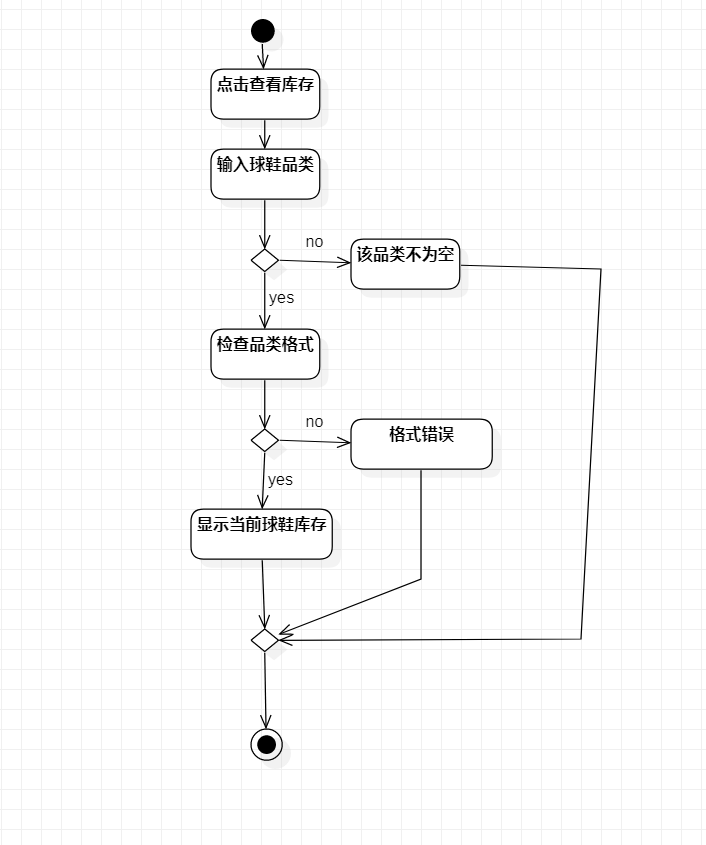 点击查看库存
输入球鞋品类
no
该品类不为空
yes
检查品类格式
no
格式错误
yes
显示当前球鞋库存